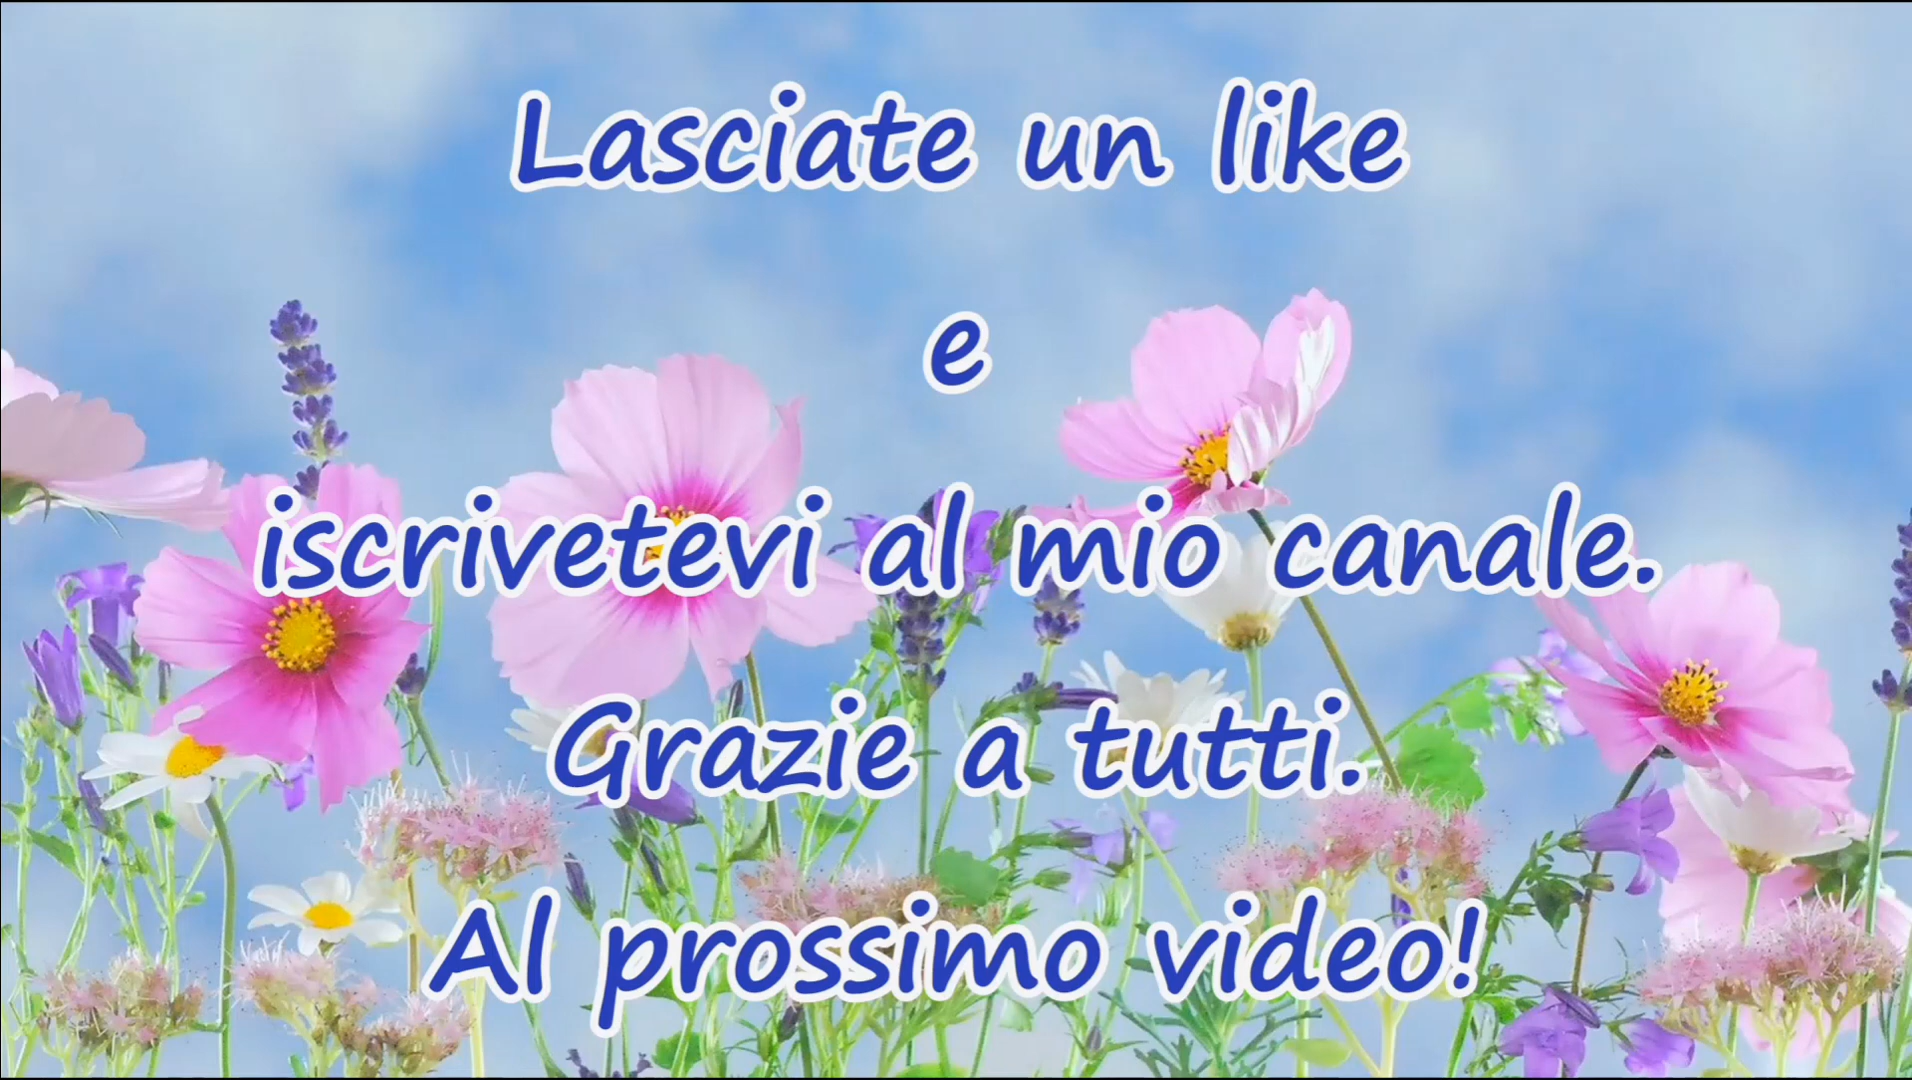 Lasciate un like
e
iscrivetevi al mio canale.
Grazie a tutti.
Al prossimo video!